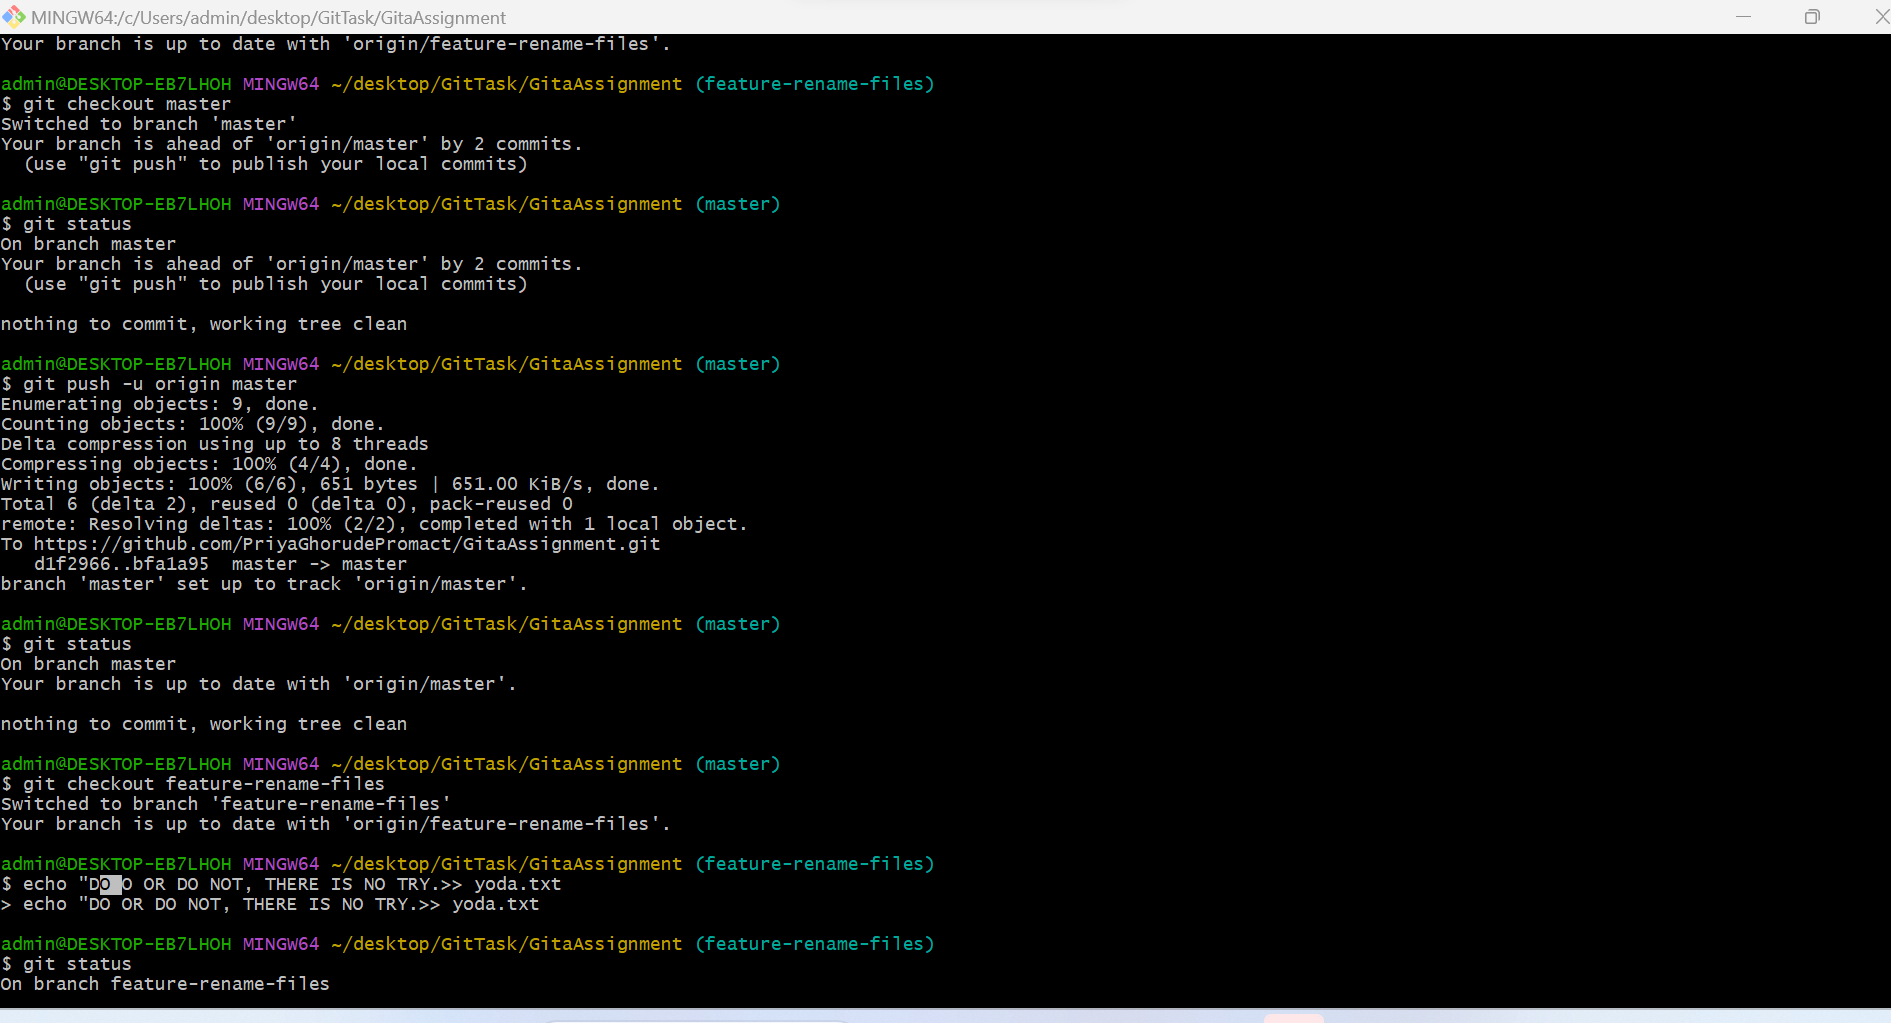 MINGW64:/c/Users/admin/desktop/GitTask/GitaAssignment
Your branch is up to date with 'origin/feature-rename-files'.
admin@DESKTOP-EB7LHOH MINGW64 ~/desktop/GitTask/GitaAssignment (feature-rename-files)
$ git checkout master
Switched to branch 'master'
Your branch is ahead of 'origin/master' by 2 commits.
  (use "git push" to publish your local commits)
admin@DESKTOP-EB7LHOH MINGW64 ~/desktop/GitTask/GitaAssignment (master)
$ git status
On branch master
Your branch is ahead of 'origin/master' by 2 commits.
  (use "git push" to publish your local commits)
nothing to commit, working tree clean
admin@DESKTOP-EB7LHOH MINGW64 ~/desktop/GitTask/GitaAssignment (master)
$ git push -u origin master
Enumerating objects: 9, done.
Counting objects: 100% (9/9), done.
Delta compression using up to 8 threads
Compressing objects: 100% (4/4), done.
Writing objects: 100% (6/6), 651 bytes | 651.00 KiB/s, done.
Total 6 (delta 2), reused 0 (delta 0), pack-reused 0
remote: Resolving deltas: 100% (2/2), completed with 1 local object.
To https://github.com/PriyaGhorudePromact/GitaAssignment.git
   d1f2966..bfa1a95  master -> master
branch 'master' set up to track 'origin/master'.
admin@DESKTOP-EB7LHOH MINGW64 ~/desktop/GitTask/GitaAssignment (master)
$ git status
On branch master
Your branch is up to date with 'origin/master'.
nothing to commit, working tree clean
admin@DESKTOP-EB7LHOH MINGW64 ~/desktop/GitTask/GitaAssignment (master)
$ git checkout feature-rename-files
Switched to branch 'feature-rename-files'
Your branch is up to date with 'origin/feature-rename-files'.
admin@DESKTOP-EB7LHOH MINGW64 ~/desktop/GitTask/GitaAssignment (feature-rename-files)
$ echo "DO O OR DO NOT, THERE IS NO TRY.>> yoda.txt
> echo "DO OR DO NOT, THERE IS NO TRY.>> yoda.txt
admin@DESKTOP-EB7LHOH MINGW64 ~/desktop/GitTask/GitaAssignment (feature-rename-files)
$ git status
On branch feature-rename-files